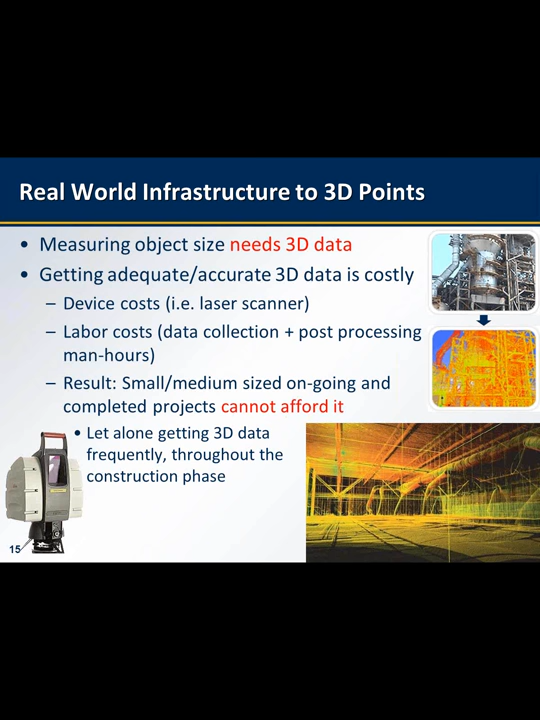 Real World Infrastructure to 3D Points
• Measuring object size needs 3D data
• Getting adequate/accurate 3D data is costly
– Device costs (i.e. laser scanner)
– Labor costs (data collection + post processing
man-hours)
– Result: Small/medium sized on-going and
completed projects cannot afford it
• Let alone getting 3D data
frequently, throughout the
construction phase
15